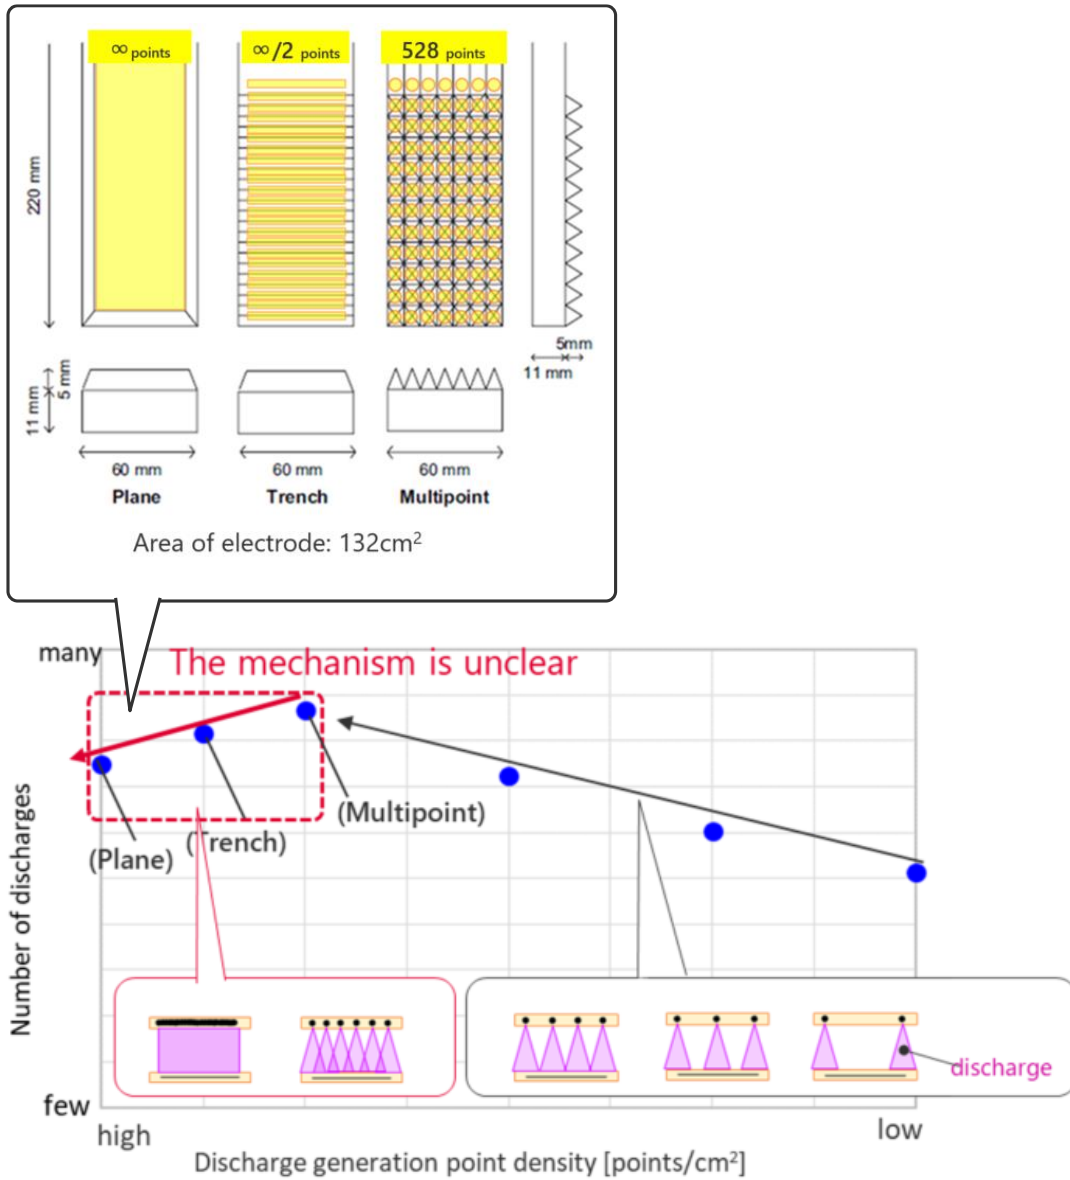 ∞ points
∞/2 points
528 points
220 mm
5mm
11 mm
5 mm
11 mm
60 mm
60 mm
60 mm
Plane
Trench
Multipoint
Area of electrode: 132cm²
many
The mechanism is unclear
(Multipoint)
(Trench)
(Plane)
Number of discharges
discharge
few
high
low
Discharge generation point density [points/cm²]